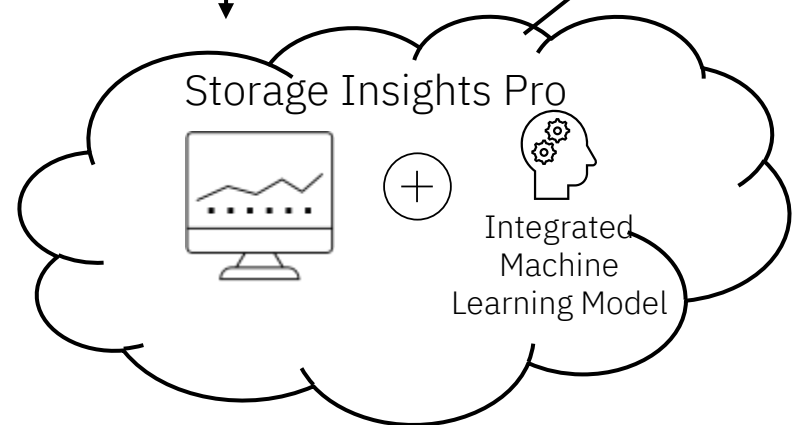 Storage Insights Pro
Integrated
Machine
Learning Model